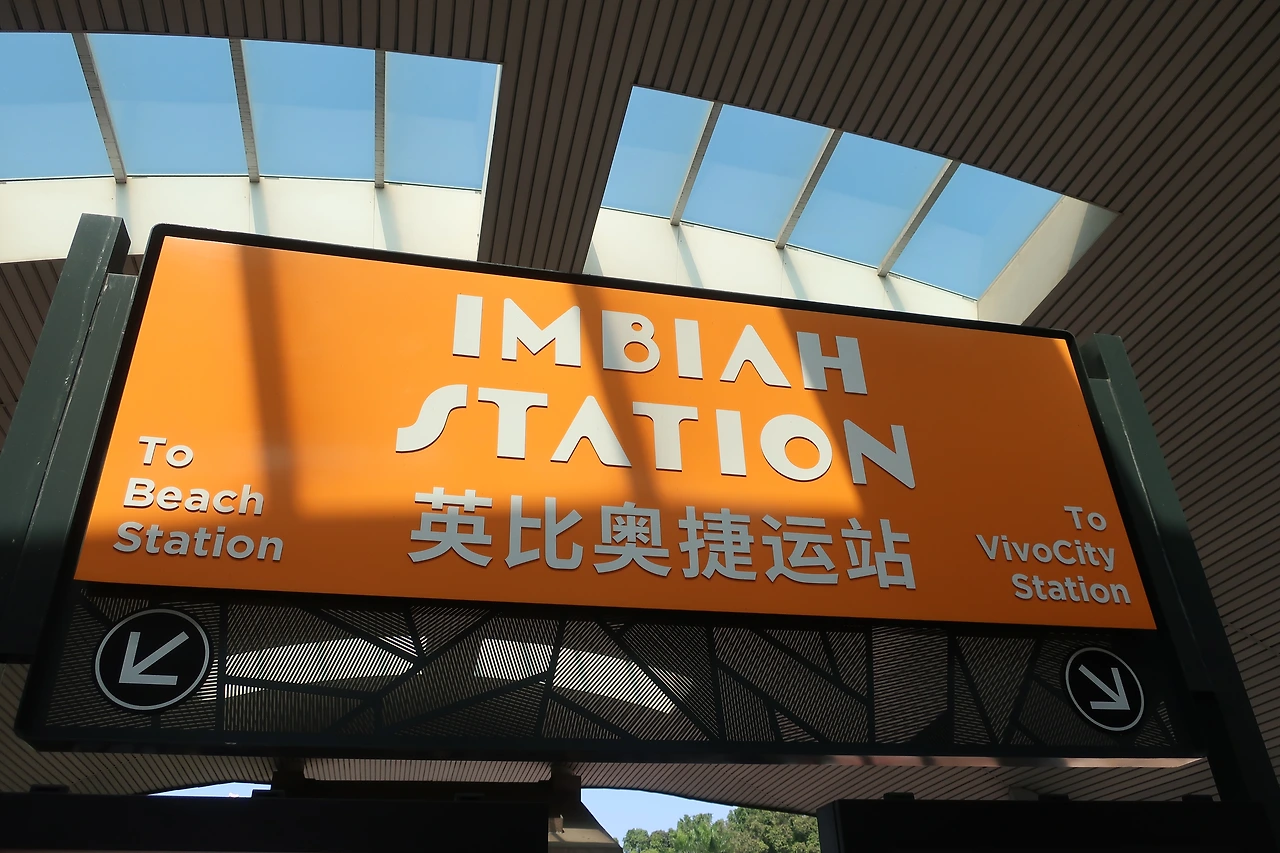 IMBIAH
STATION
英比奥捷运站
To
Beach
Station
To
VivoCity
Station